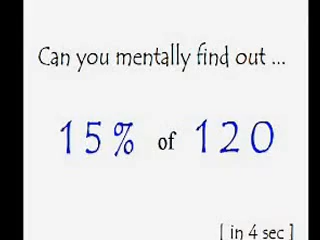 Can you mentally find out ...
15% of 120
[ in 4 sec ]